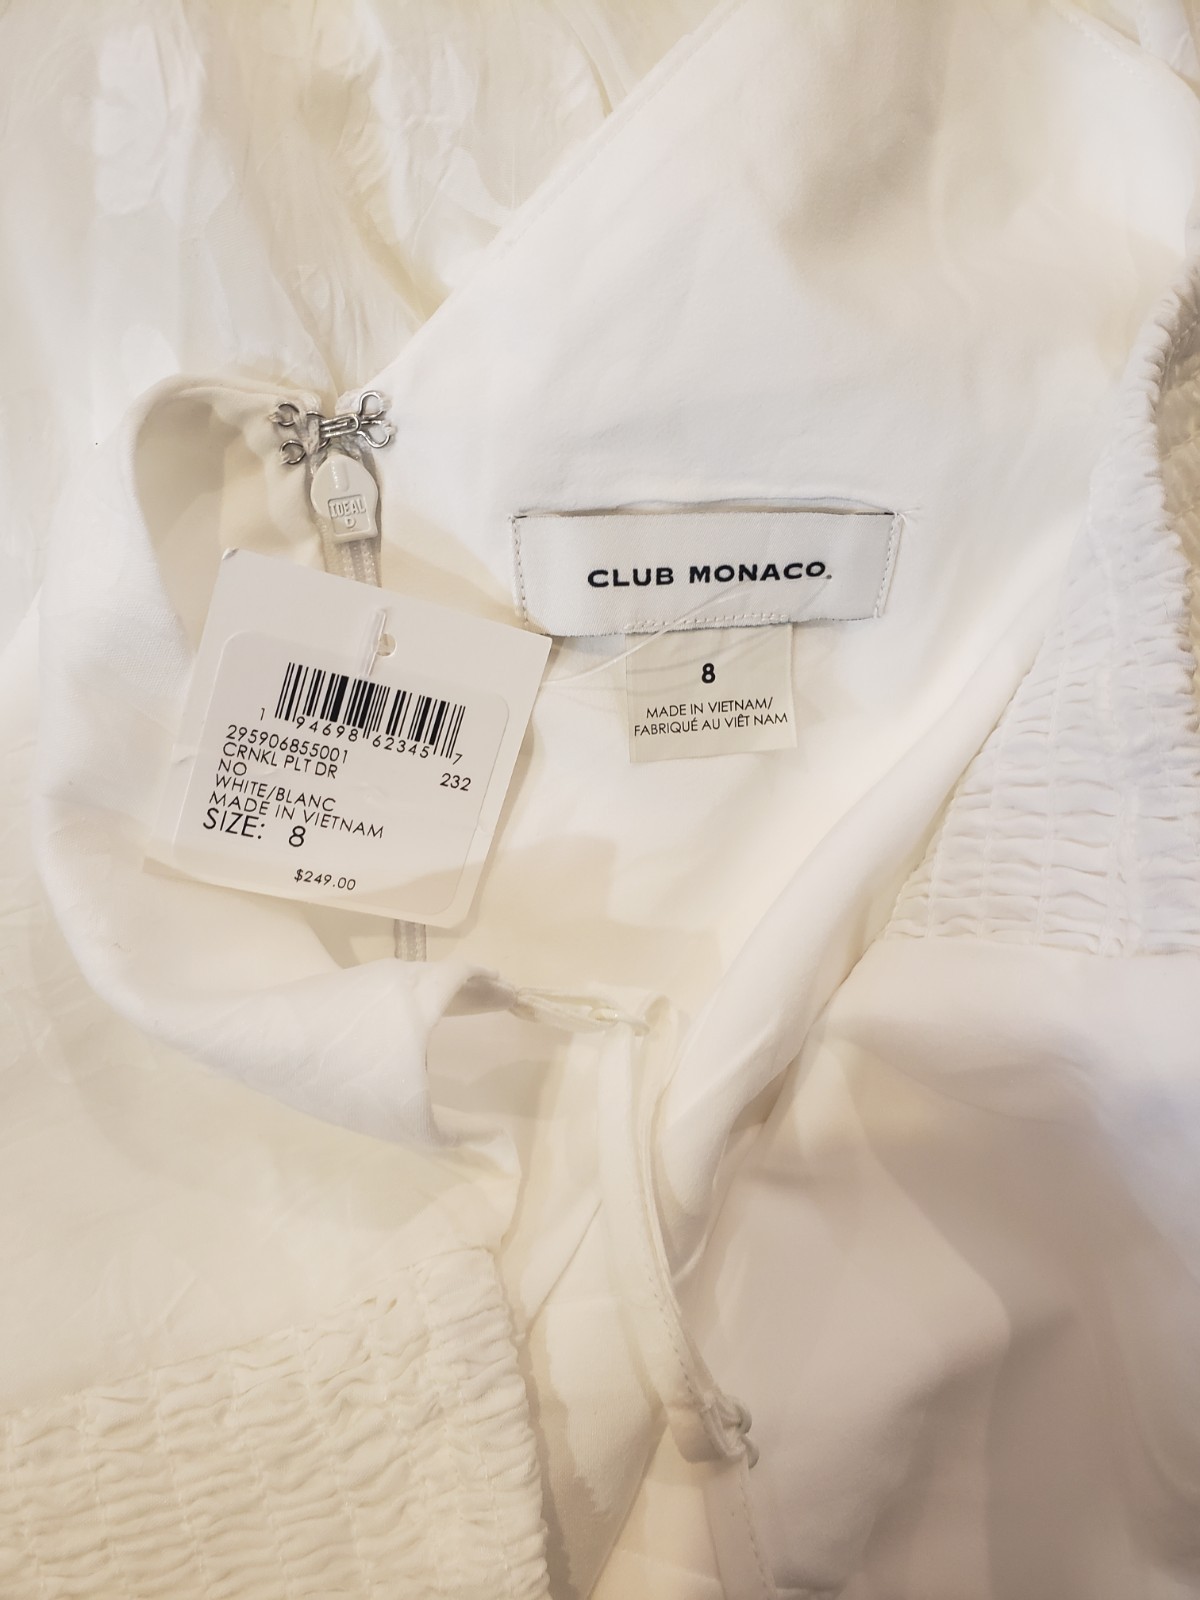 IDEAL
D
CLUB MONACO.
8
MADE IN VIETNAM/
FABRIQUÉ AU VIÊT NAM
1 94698 62345 7
295906855001
CRNKL PLT DR
NO 232
WHITE/BLANC
MADE IN VIETNAM
SIZE: 8
$249.00